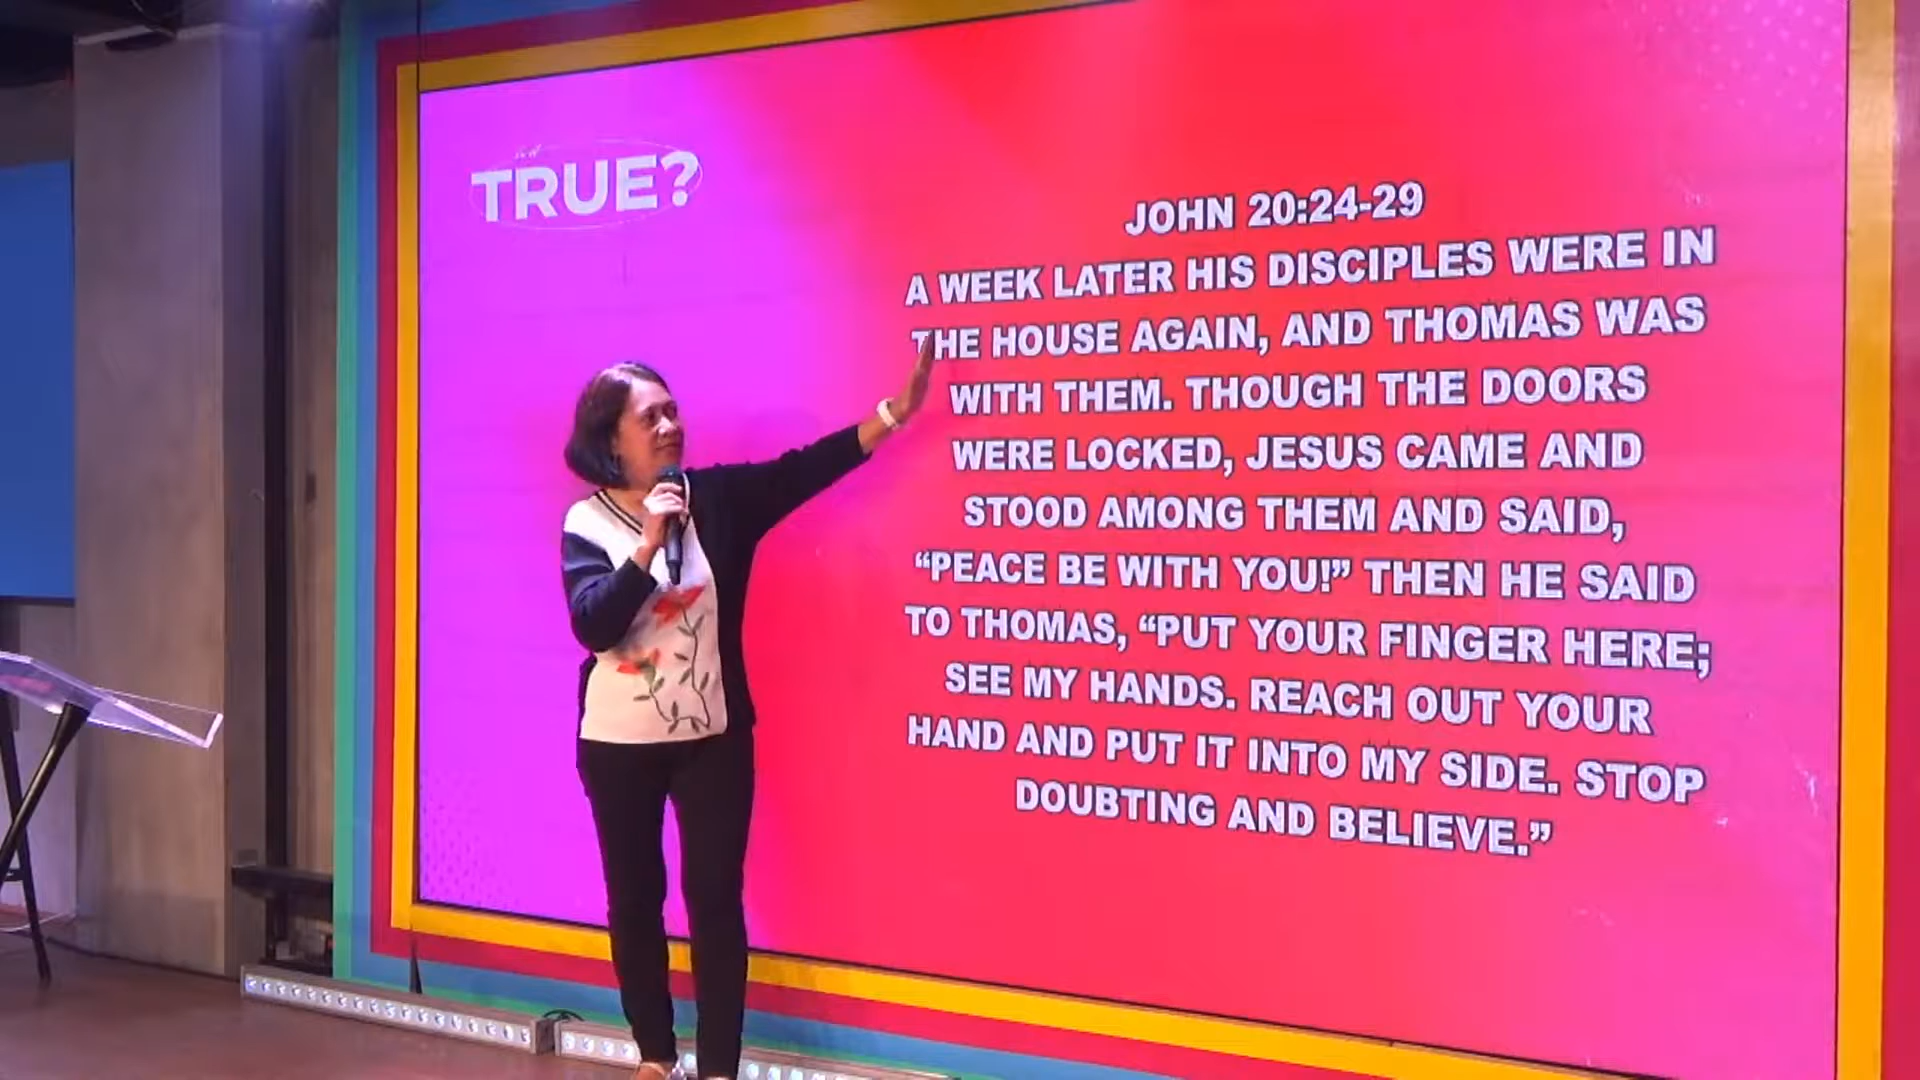 is it
TRUE?
JOHN 20:24-29
A WEEK LATER HIS DISCIPLES WERE IN
THE HOUSE AGAIN, AND THOMAS WAS
WITH THEM. THOUGH THE DOORS
WERE LOCKED, JESUS CAME AND
STOOD AMONG THEM AND SAID,
“PEACE BE WITH YOU!” THEN HE SAID
TO THOMAS, “PUT YOUR FINGER HERE;
SEE MY HANDS. REACH OUT YOUR
HAND AND PUT IT INTO MY SIDE. STOP
DOUBTING AND BELIEVE.”